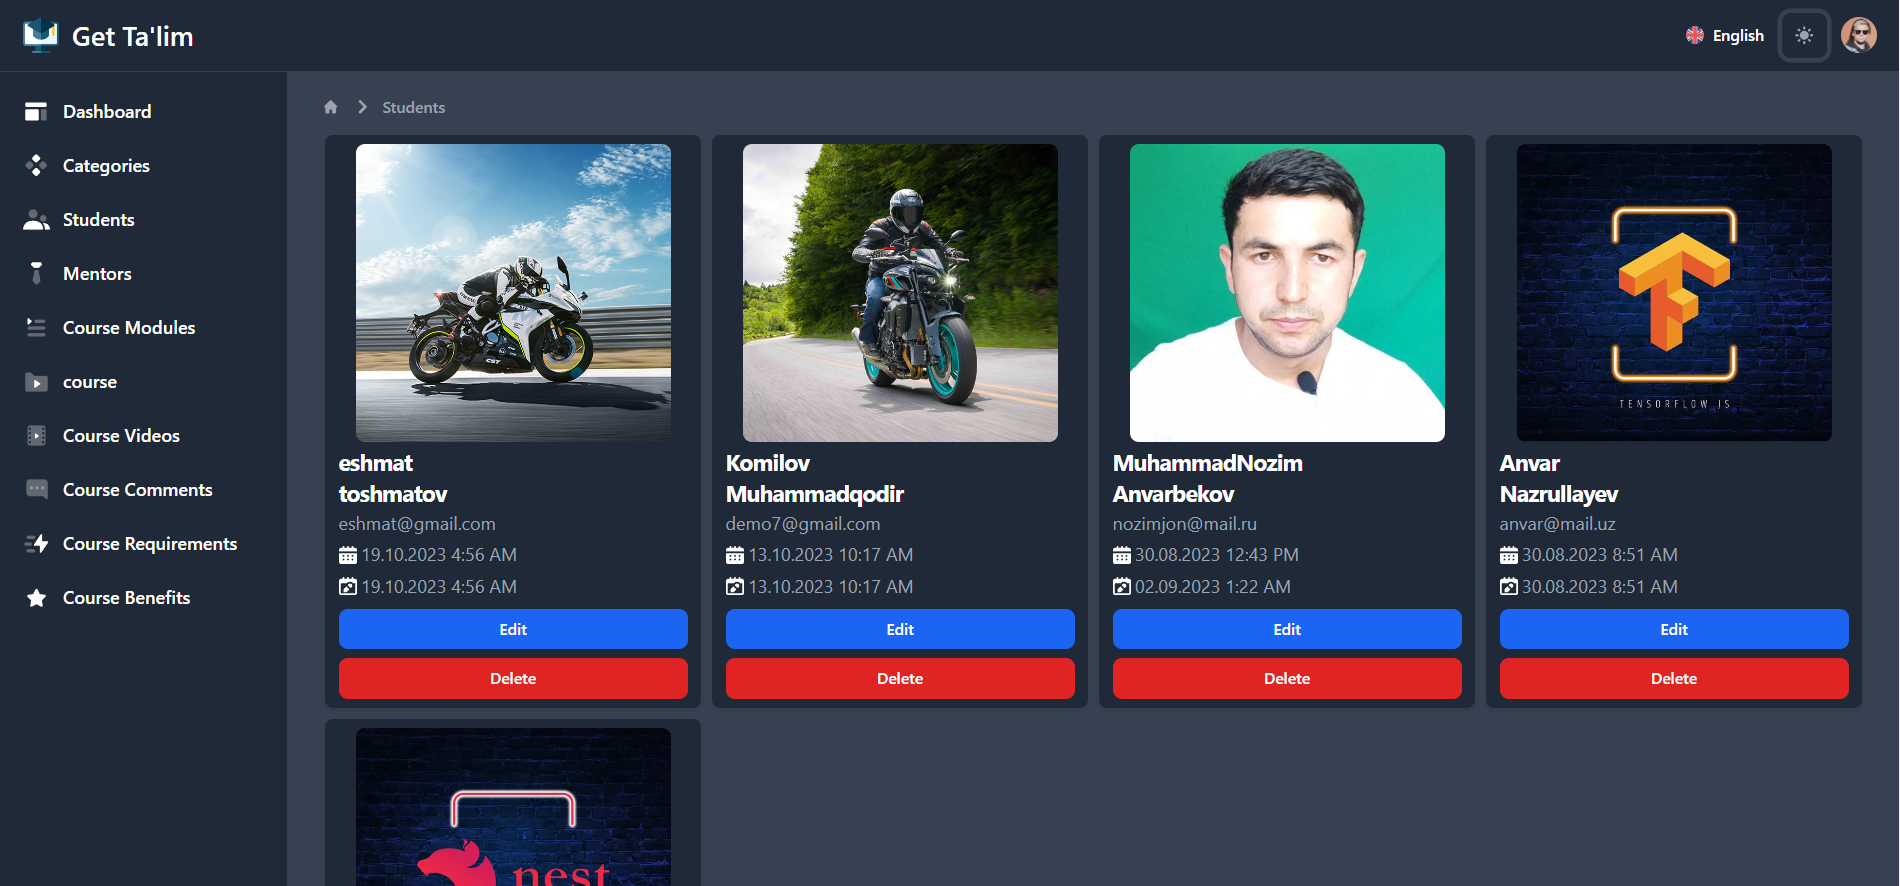 Get Ta'lim
English
Dashboard
Categories
Students
Mentors
Course Modules
course
Course Videos
Course Comments
Course Requirements
Course Benefits
Students
eshmat
toshmatov
eshmat@gmail.com
19.10.2023 4:56 AM
19.10.2023 4:56 AM
Edit
Delete
Komilov
Muhammadqodir
demo7@gmail.com
13.10.2023 10:17 AM
13.10.2023 10:17 AM
Edit
Delete
MuhammadNozim
Anvarbekov
nozimjon@mail.ru
30.08.2023 12:43 PM
02.09.2023 1:22 AM
Edit
Delete
TENSORFLOW JS
Anvar
Nazrullayev
anvar@mail.uz
30.08.2023 8:51 AM
30.08.2023 8:51 AM
Edit
Delete
nest